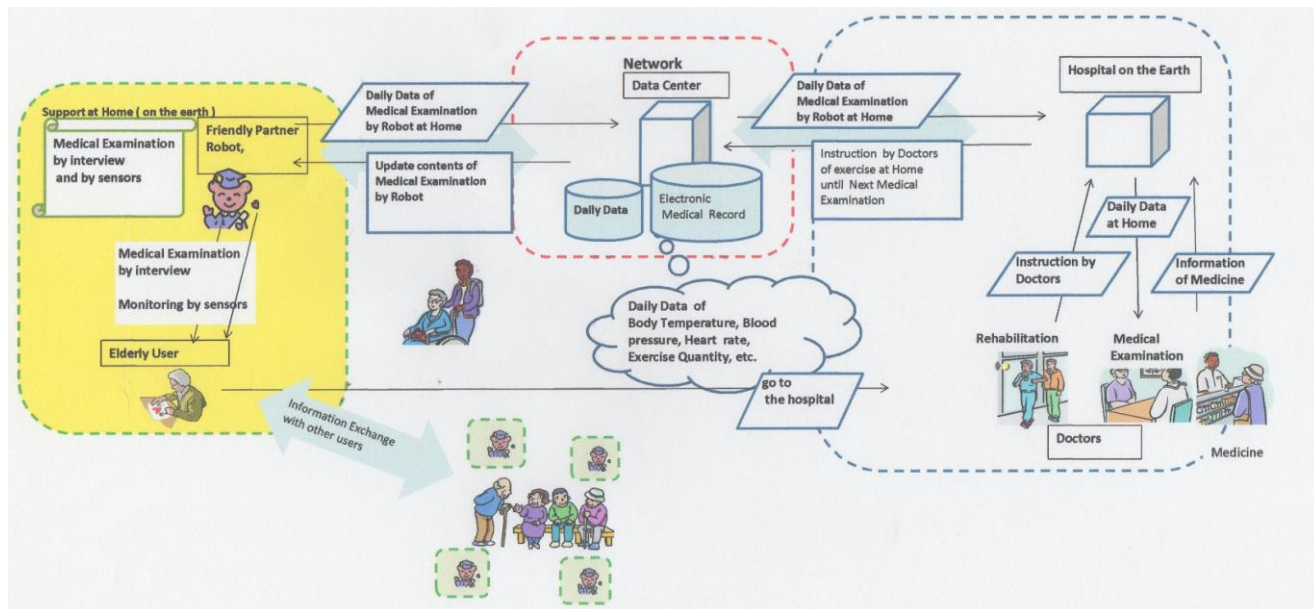 Support at Home ( on the earth )
Medical Examination
by interview
and by sensors
Friendly Partner
Robot,
Medical Examination
by interview
Monitoring by sensors
Elderly User
Daily Data of
Medical Examination
by Robot at Home
Update contents of
Medical Examination
by Robot
Network
Data Center
Daily Data
Electronic
Medical Record
Daily Data of
Body Temperature, Blood
pressure, Heart rate,
Exercise Quantity, etc.
Daily Data of
Medical Examination
by Robot at Home
Instruction by Doctors
of exercise at Home
until Next Medical
Examination
Hospital on the Earth
Daily Data
at Home
Instruction by
Doctors
Information
of Medicine
Rehabilitation
Medical
Examination
Doctors
Medicine
go to
the hospital
Information Exchange
with other users